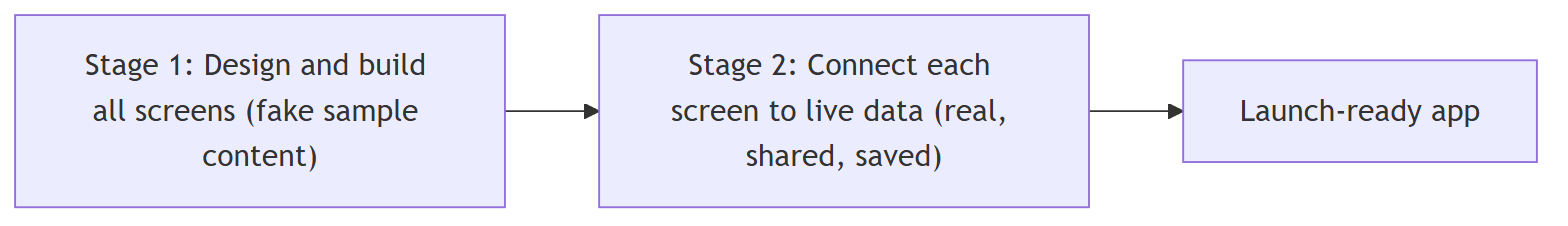 Stage 1: Design and build
all screens (fake sample
content)
Stage 2: Connect each
screen to live data (real,
shared, saved)
Launch-ready app